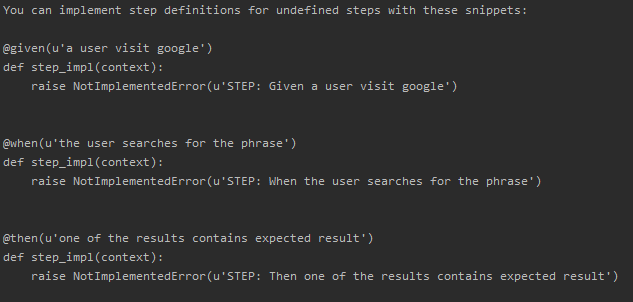 You can implement step definitions for undefined steps with these snippets:
@given(u'a user visit google')
def step_impl(context):
    raise NotImplementedError(u'STEP: Given a user visit google')
@when(u'the user searches for the phrase')
def step_impl(context):
    raise NotImplementedError(u'STEP: When the user searches for the phrase')
@then(u'one of the results contains expected result')
def step_impl(context):
    raise NotImplementedError(u'STEP: Then one of the results contains expected result')